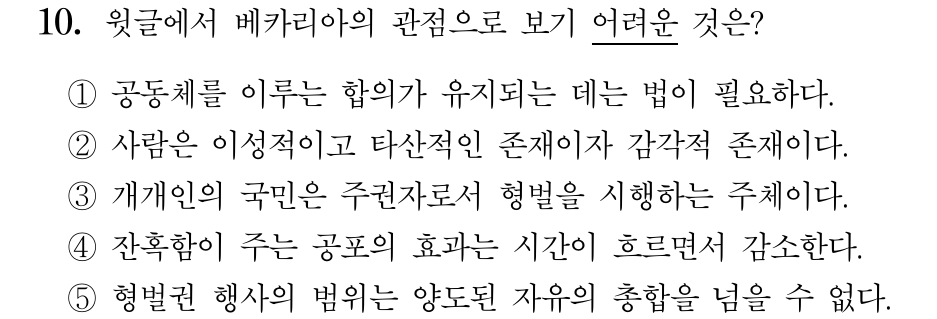 10. 윗글에서 베카리아의 관점으로 보기 어려운 것은?
① 공동체를 이루는 합의가 유지되는 데는 법이 필요하다.
② 사람은 이성적이고 타산적인 존재이자 감각적 존재이다.
③ 개개인의 국민은 주권자로서 형벌을 시행하는 주체이다.
④ 잔혹함이 주는 공포의 효과는 시간이 흐르면서 감소한다.
⑤ 형벌권 행사의 범위는 양도된 자유의 총합을 넘을 수 없다.